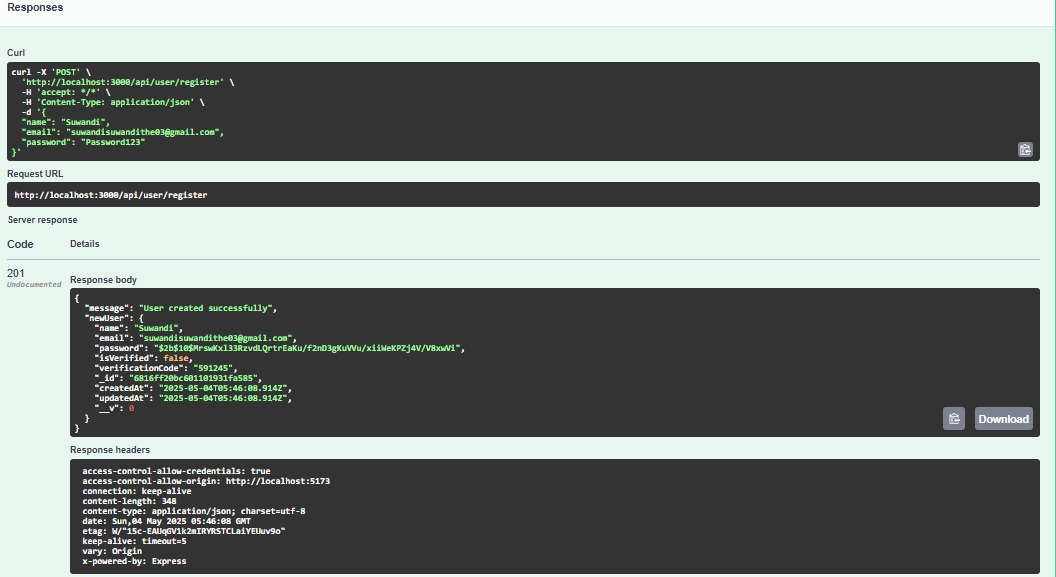 Responses
Curl
curl -X 'POST' \
'http://localhost:3000/api/user/register' \
-H 'accept: */*' \
-H 'Content-Type: application/json' \
-d '{
"name": "Suwandi",
"email": "suwandisuwandithe03@gmail.com",
"password": "Password123"
}'
Request URL
http://localhost:3000/api/user/register
Server response
Code Details
201
Undocumented
Response body
{
"message": "User created successfully",
"newUser": {
"name": "Suwandi",
"email": "suwandisuwandithe03@gmail.com",
"password": "$2b$10$MrswKxl33RzvdLQrtrEaKu/f2nD3gKuVVu/xiiWeKPZj4V/V8xwVi",
"isVerified": false,
"verificationCode": "591245",
"_id": "6816ff20bc601101931fa585",
"createdAt": "2025-05-04T05:46:08.914Z",
"updatedAt": "2025-05-04T05:46:08.914Z",
"__v": 0
}
}
Download
Response headers
access-control-allow-credentials: true
access-control-allow-origin: http://localhost:5173
connection: keep-alive
content-length: 348
content-type: application/json; charset=utf-8
date: Sun,04 May 2025 05:46:08 GMT
etag: W/"15c-EAUqGV1k2mIRYRSTCLaiYEUuv9o"
keep-alive: timeout=5
vary: Origin
x-powered-by: Express